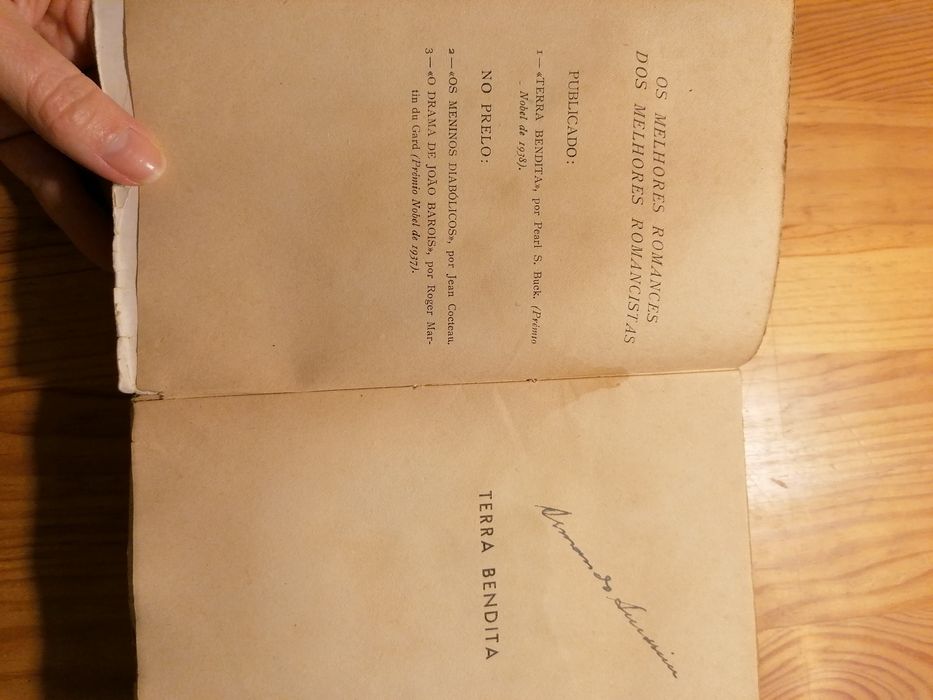 OS MELHORES ROMANCES
DOS MELHORES ROMANCISTAS
PUBLICADO:
1 — «TERRA BENDITA», por Pearl S. Buck. (Prémio
Nobel de 1938).
NO PRELO:
2 — «OS MENINOS DIABÓLICOS», por Jean Cocteau.
3 — «O DRAMA DE JOÃO BAROIS», por Roger Mar-
tin du Gard (Prémio Nobel de 1937).
Armando
TERRA BENDITA